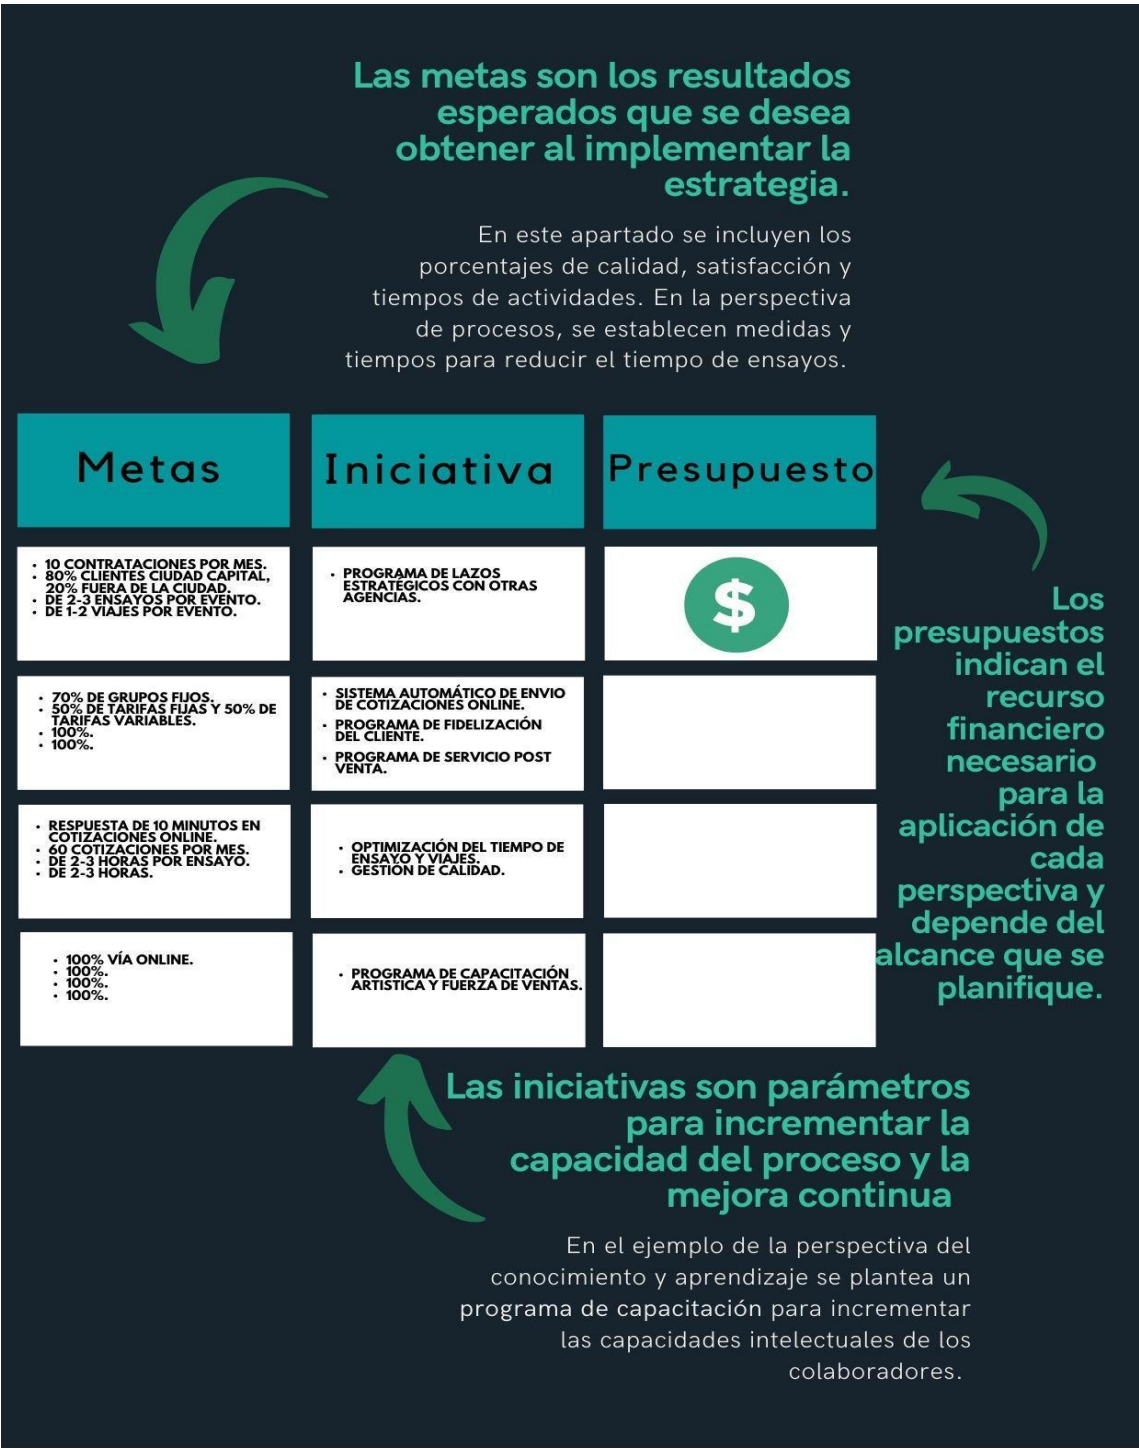 Las metas son los resultados
esperados que se desea
obtener al implementar la
estrategia.
En este apartado se incluyen los
porcentajes de calidad, satisfacción y
tiempos de actividades. En la perspectiva
de procesos, se establecen medidas y
tiempos para reducir el tiempo de ensayos.
Metas
Iniciativa
Presupuesto
• 10 CONTRATACIONES POR MES.
• 80% CLIENTES CIUDAD CAPITAL,
20% FUERA DE LA CIUDAD.
• DE 2-3 ENSAYOS POR EVENTO.
• DE 1-2 VIAJES POR EVENTO.
• PROGRAMA DE LAZOS
ESTRATÉGICOS CON OTRAS
AGENCIAS.
$
• 70% DE GRUPOS FIJOS.
• 50% DE TARIFAS FIJAS Y 50% DE
TARIFAS VARIABLES.
• 100%.
• 100%.
• SISTEMA AUTOMÁTICO DE ENVIO
DE COTIZACIONES ONLINE.
• PROGRAMA DE FIDELIZACIÓN
DEL CLIENTE.
• PROGRAMA DE SERVICIO POST
VENTA.
• RESPUESTA DE 10 MINUTOS EN
COTIZACIONES ONLINE.
• 60 COTIZACIONES POR MES.
• DE 2-3 HORAS POR ENSAYO.
• DE 2-3 HORAS.
• OPTIMIZACIÓN DEL TIEMPO DE
ENSAYO Y VIAJES.
• GESTIÓN DE CALIDAD.
• 100% VÍA ONLINE.
• 100%.
• 100%.
• 100%.
• PROGRAMA DE CAPACITACIÓN
ARTISTICA Y FUERZA DE VENTAS.
Los
presupuestos
indican el
recurso
financiero
necesario
para la
aplicación de
cada
perspectiva y
depende del
alcance que se
planifique.
Las iniciativas son parámetros
para incrementar la
capacidad del proceso y la
mejora continua
En el ejemplo de la perspectiva del
conocimiento y aprendizaje se plantea un
programa de capacitación para incrementar
las capacidades intelectuales de los
colaboradores.